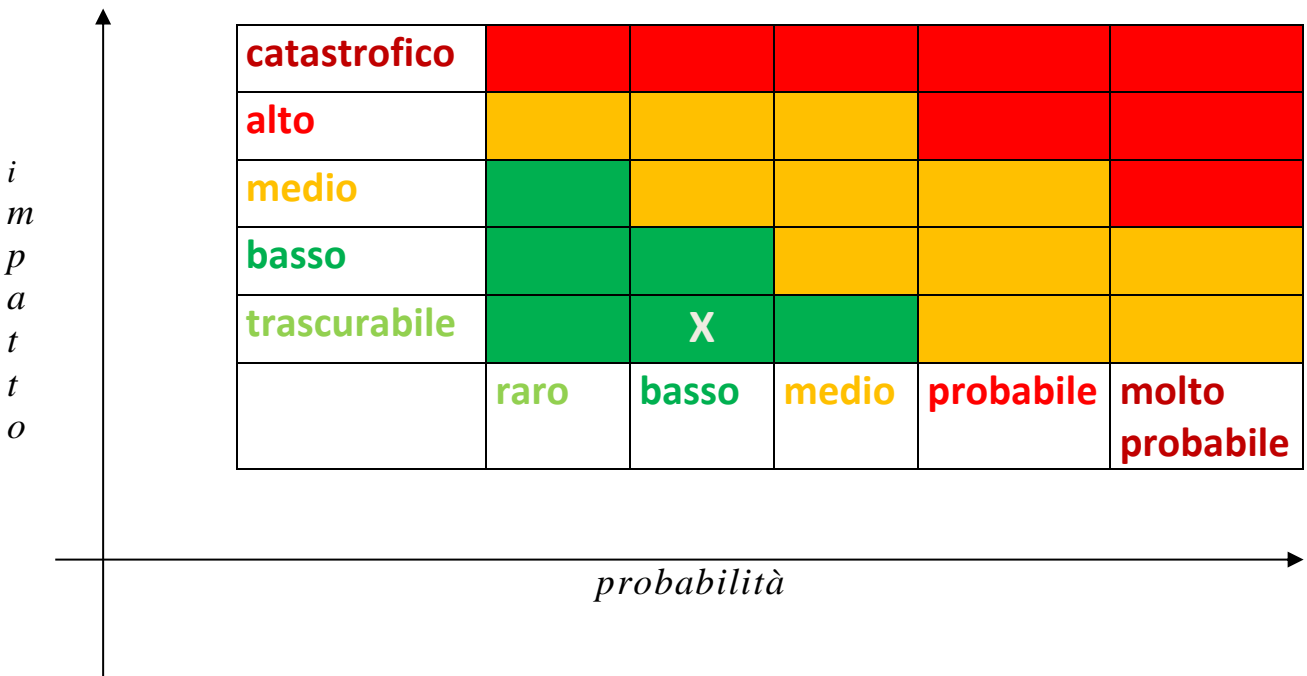 catastrofico
alto
i
m
p
a
t
t
o
medio
basso
trascurabile X
raro basso medio probabile molto
probabile
probabilità